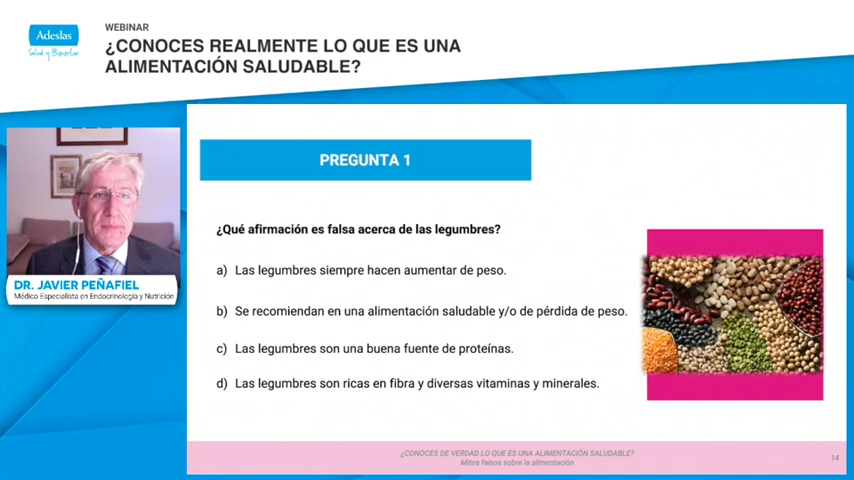 Adeslas
Salud y Bienestar
WEBINAR
¿CONOCES REALMENTE LO QUE ES UNA
ALIMENTACIÓN SALUDABLE?
PREGUNTA 1
¿Qué afirmación es falsa acerca de las legumbres?
a) Las legumbres siempre hacen aumentar de peso.
b) Se recomiendan en una alimentación saludable y/o de pérdida de peso.
c) Las legumbres son una buena fuente de proteínas.
d) Las legumbres son ricas en fibra y diversas vitaminas y minerales.
DR. JAVIER PEÑAFIEL
Médico Especialista en Endocrinología y Nutrición
¿CONOCES DE VERDAD LO QUE ES UNA ALIMENTACIÓN SALUDABLE?
Mitos falsos sobre la alimentación
14